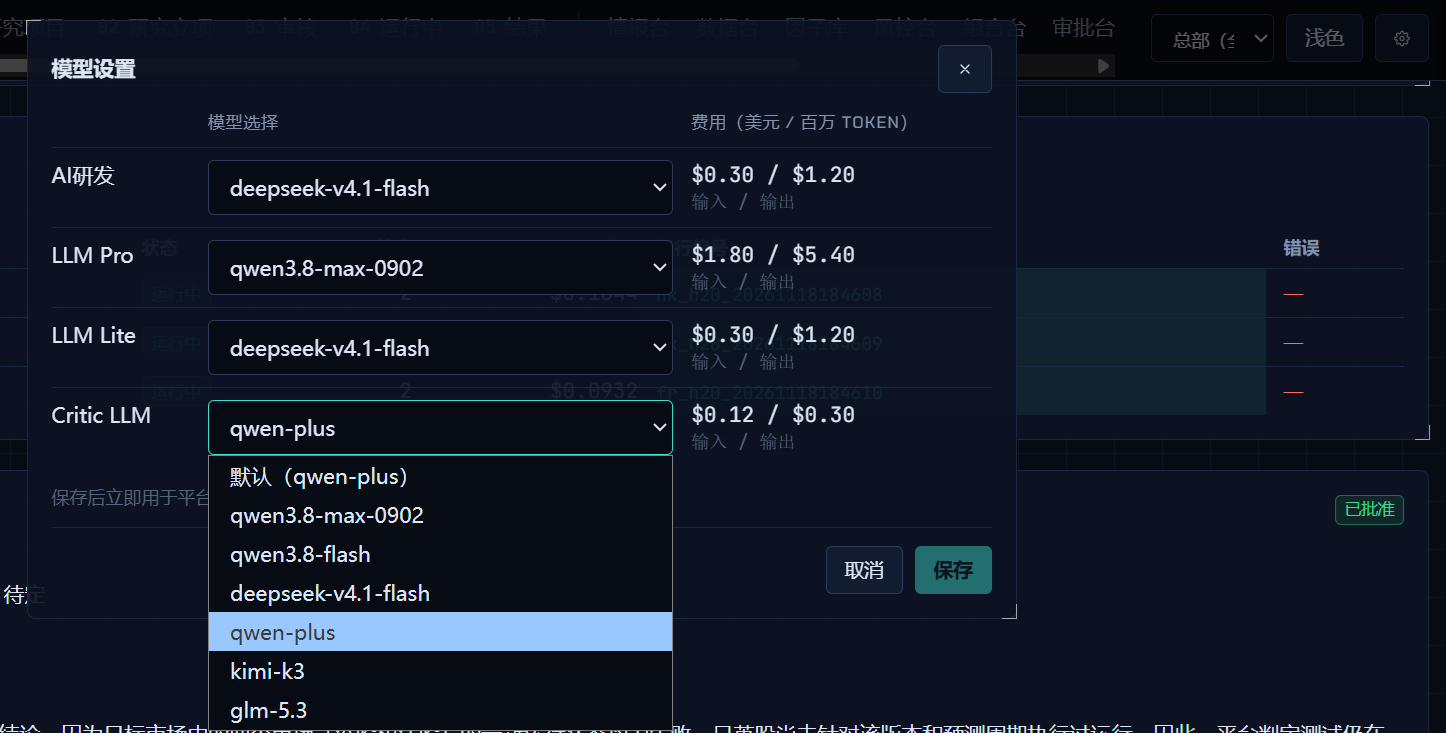 审批台
总部（全
浅色
模型设置
×
模型选择
费用（美元 / 百万 TOKEN）
AI研发
deepseek-v4.1-flash
$0.30 / $1.20
输入 / 输出
LLM Pro
qwen3.8-max-0902
$1.80 / $5.40
输入 / 输出
错误
—
LLM Lite
deepseek-v4.1-flash
$0.30 / $1.20
输入 / 输出
—
—
Critic LLM
qwen-plus
$0.12 / $0.30
输入 / 输出
默认（qwen-plus）
qwen3.8-max-0902
qwen3.8-flash
deepseek-v4.1-flash
qwen-plus
kimi-k3
glm-5.3
保存后立即用于平台
已批准
取消
保存
待定